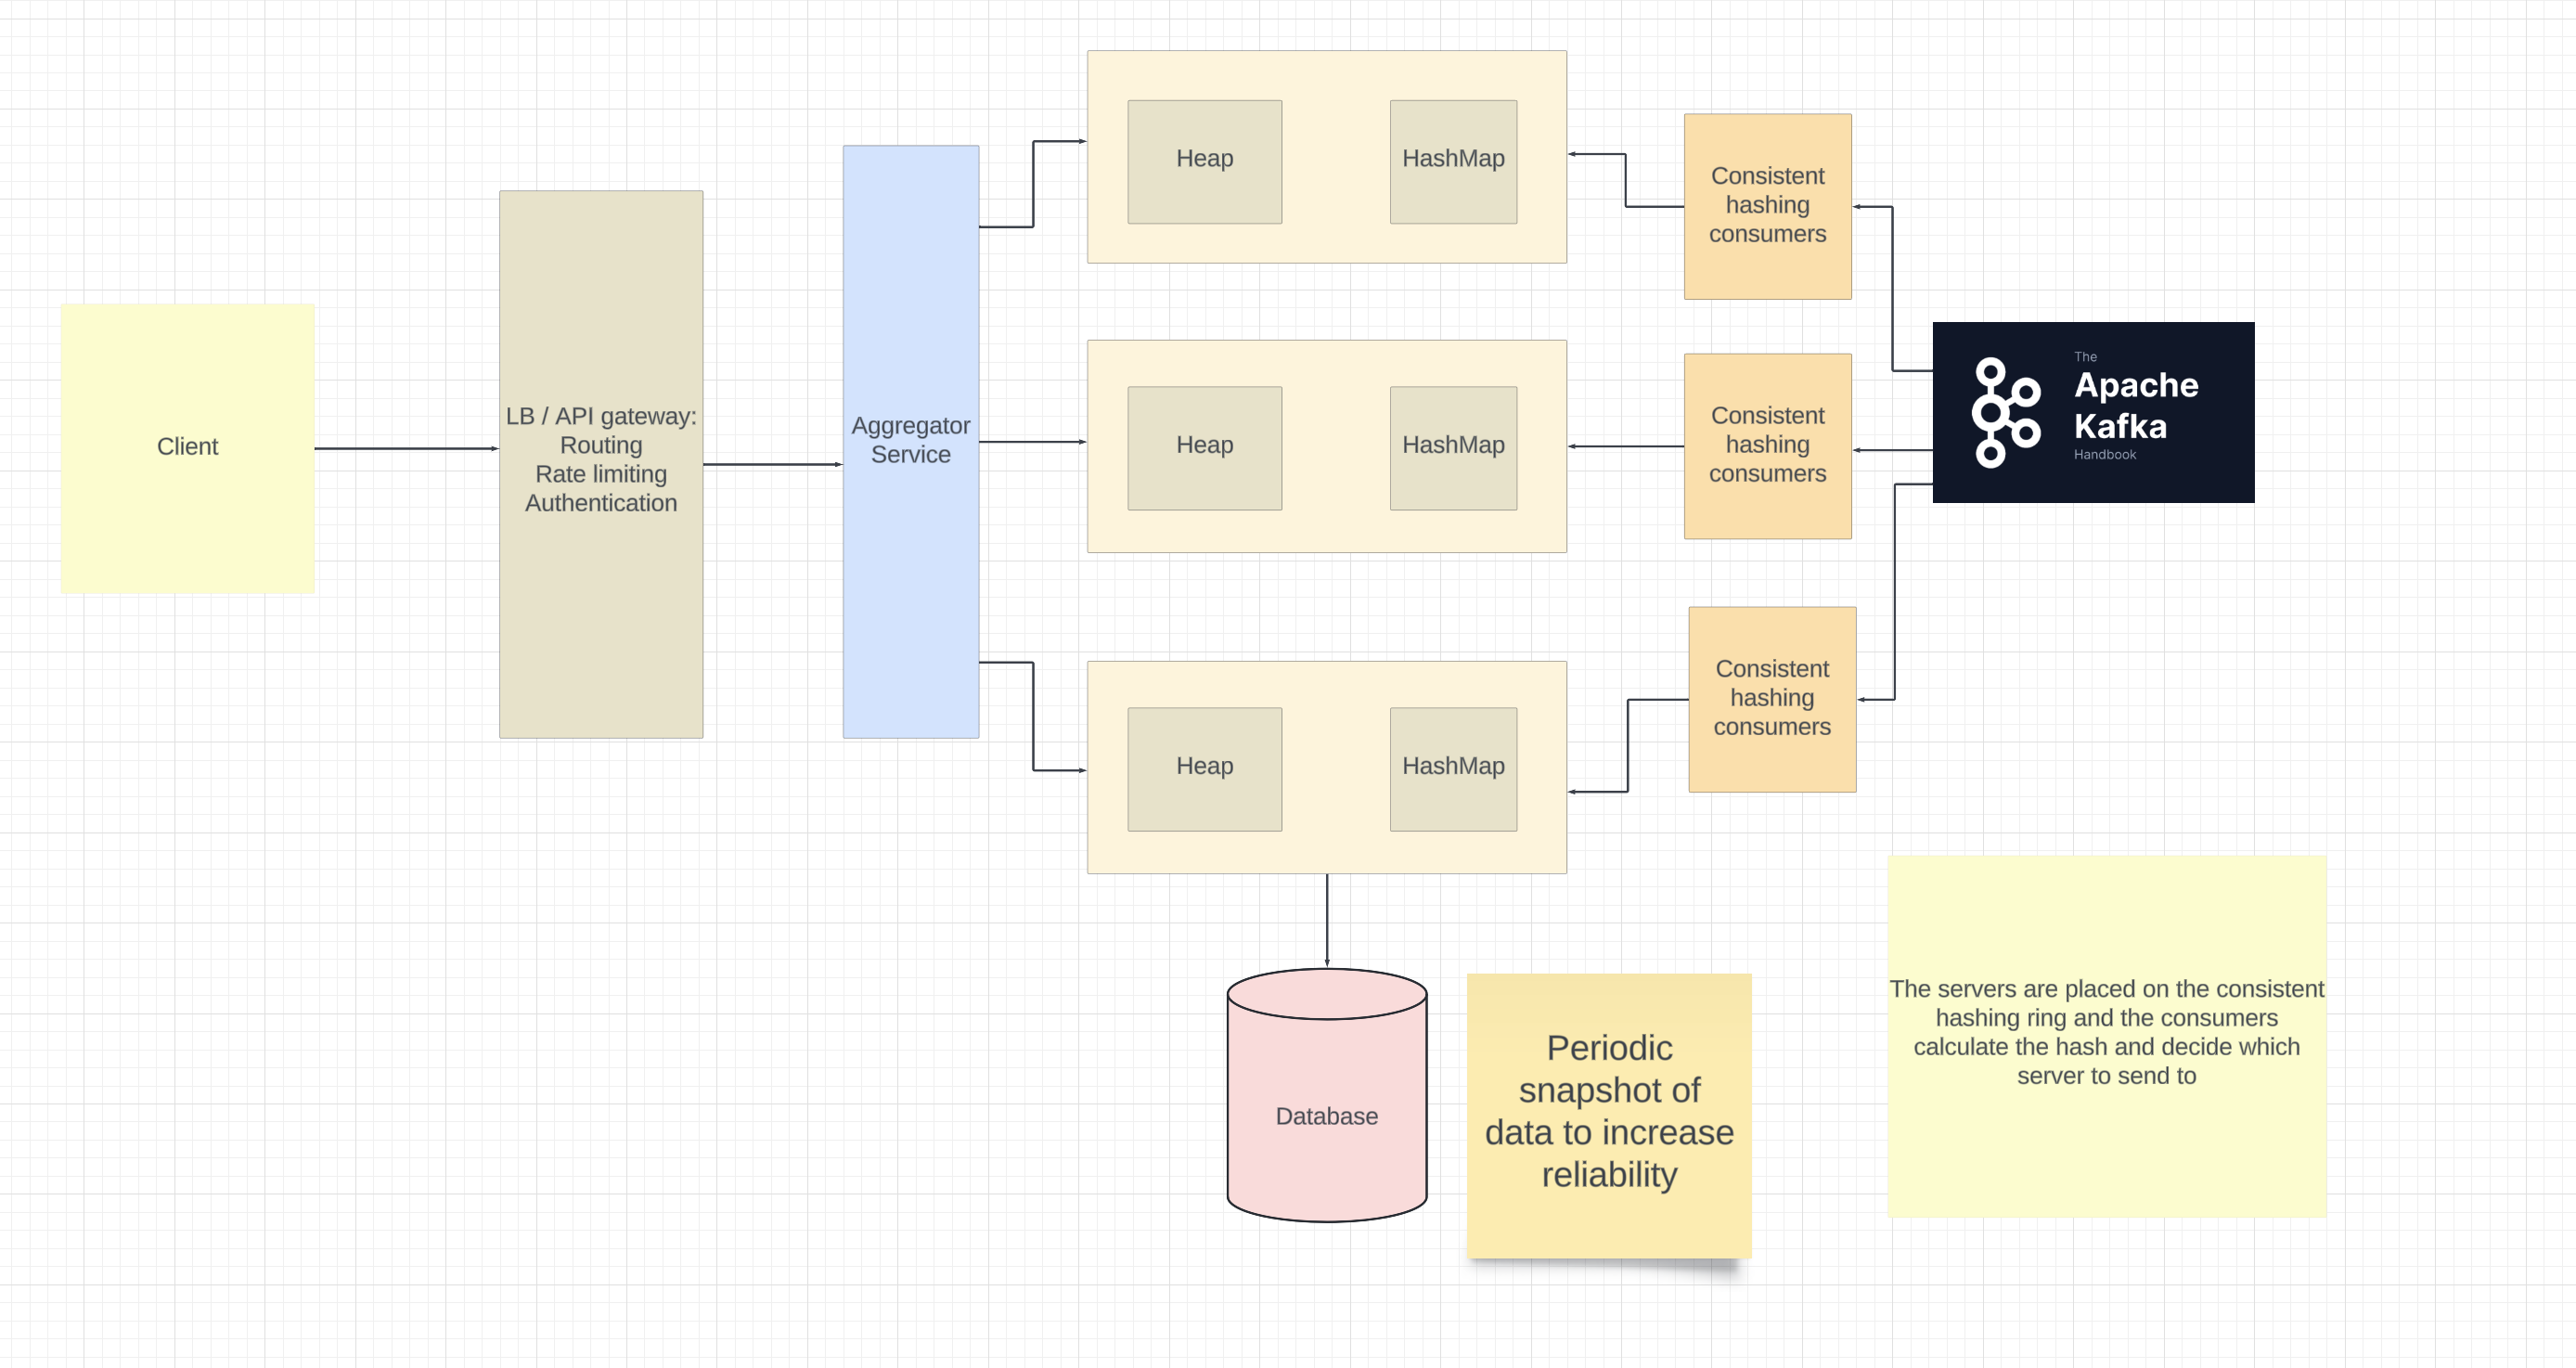 Client
LB / API gateway:
Routing
Rate limiting
Authentication
Aggregator
Service
Heap
HashMap
Heap
HashMap
Heap
HashMap
Consistent
hashing
consumers
Consistent
hashing
consumers
Consistent
hashing
consumers
The
Apache
Kafka
Handbook
Database
Periodic
snapshot of
data to increase
reliability
The servers are placed on the consistent
hashing ring and the consumers
calculate the hash and decide which
server to send to